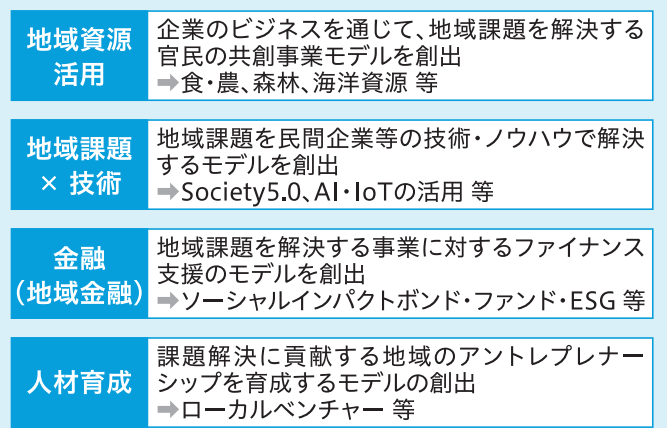 地域資源
活用
企業のビジネスを通じて、地域課題を解決する
官民の共創事業モデルを創出
➡食・農、森林、海洋資源 等
地域課題
× 技術
地域課題を民間企業等の技術・ノウハウで解決
するモデルを創出
➡Society5.0、AI・IoTの活用 等
金融
（地域金融）
地域課題を解決する事業に対するファイナンス
支援のモデルを創出
➡ソーシャルインパクトボンド・ファンド・ESG 等
人材育成
課題解決に貢献する地域のアントレプレナー
シップを育成するモデルの創出
➡ローカルベンチャー 等